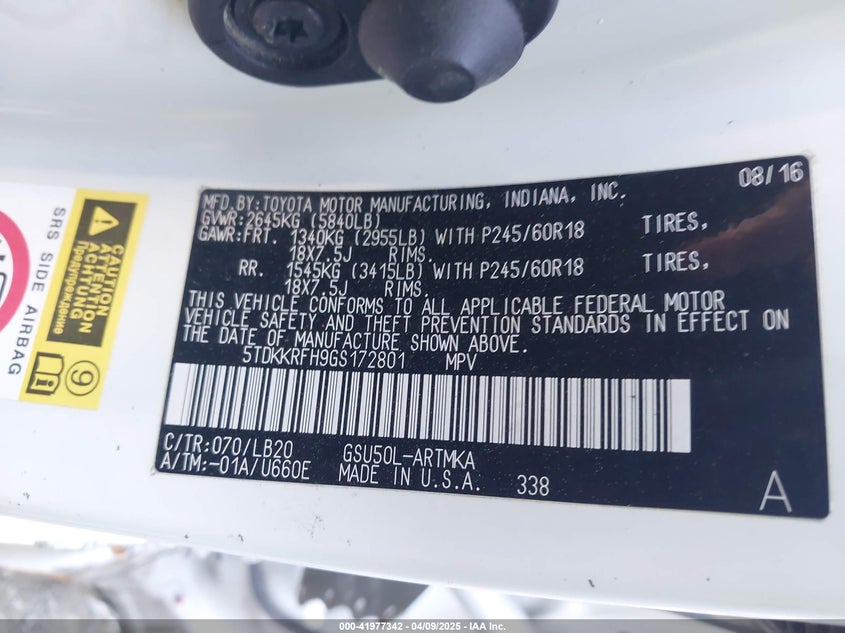 MFD. BY: TOYOTA MOTOR MANUFACTURING, INDIANA, INC. 08/16
GVWR: 2645KG (5840LB)
GAWR: FRT. 1340KG (2955LB) WITH P245/60R18 TIRES,
18X7.5J RIMS.
RR. 1545KG (3415LB) WITH P245/60R18 TIRES,
18X7.5J RIMS.
THIS VEHICLE CONFORMS TO ALL APPLICABLE FEDERAL MOTOR
VEHICLE SAFETY AND THEFT PREVENTION STANDARDS IN EFFECT ON
THE DATE OF MANUFACTURE SHOWN ABOVE.
5TDKKRFH9GS172801 MPV
C/TR: 070/LB20 GSU50L-ARTMKA
A/TM: -01A/U660E MADE IN U.S.A. 338
A
SRS SIDE AIRBAG
CAUTION
ATTENTION
ACHTUNG
Предупреждение
9
000-41977342 - 04/09/2025 - IAA Inc.